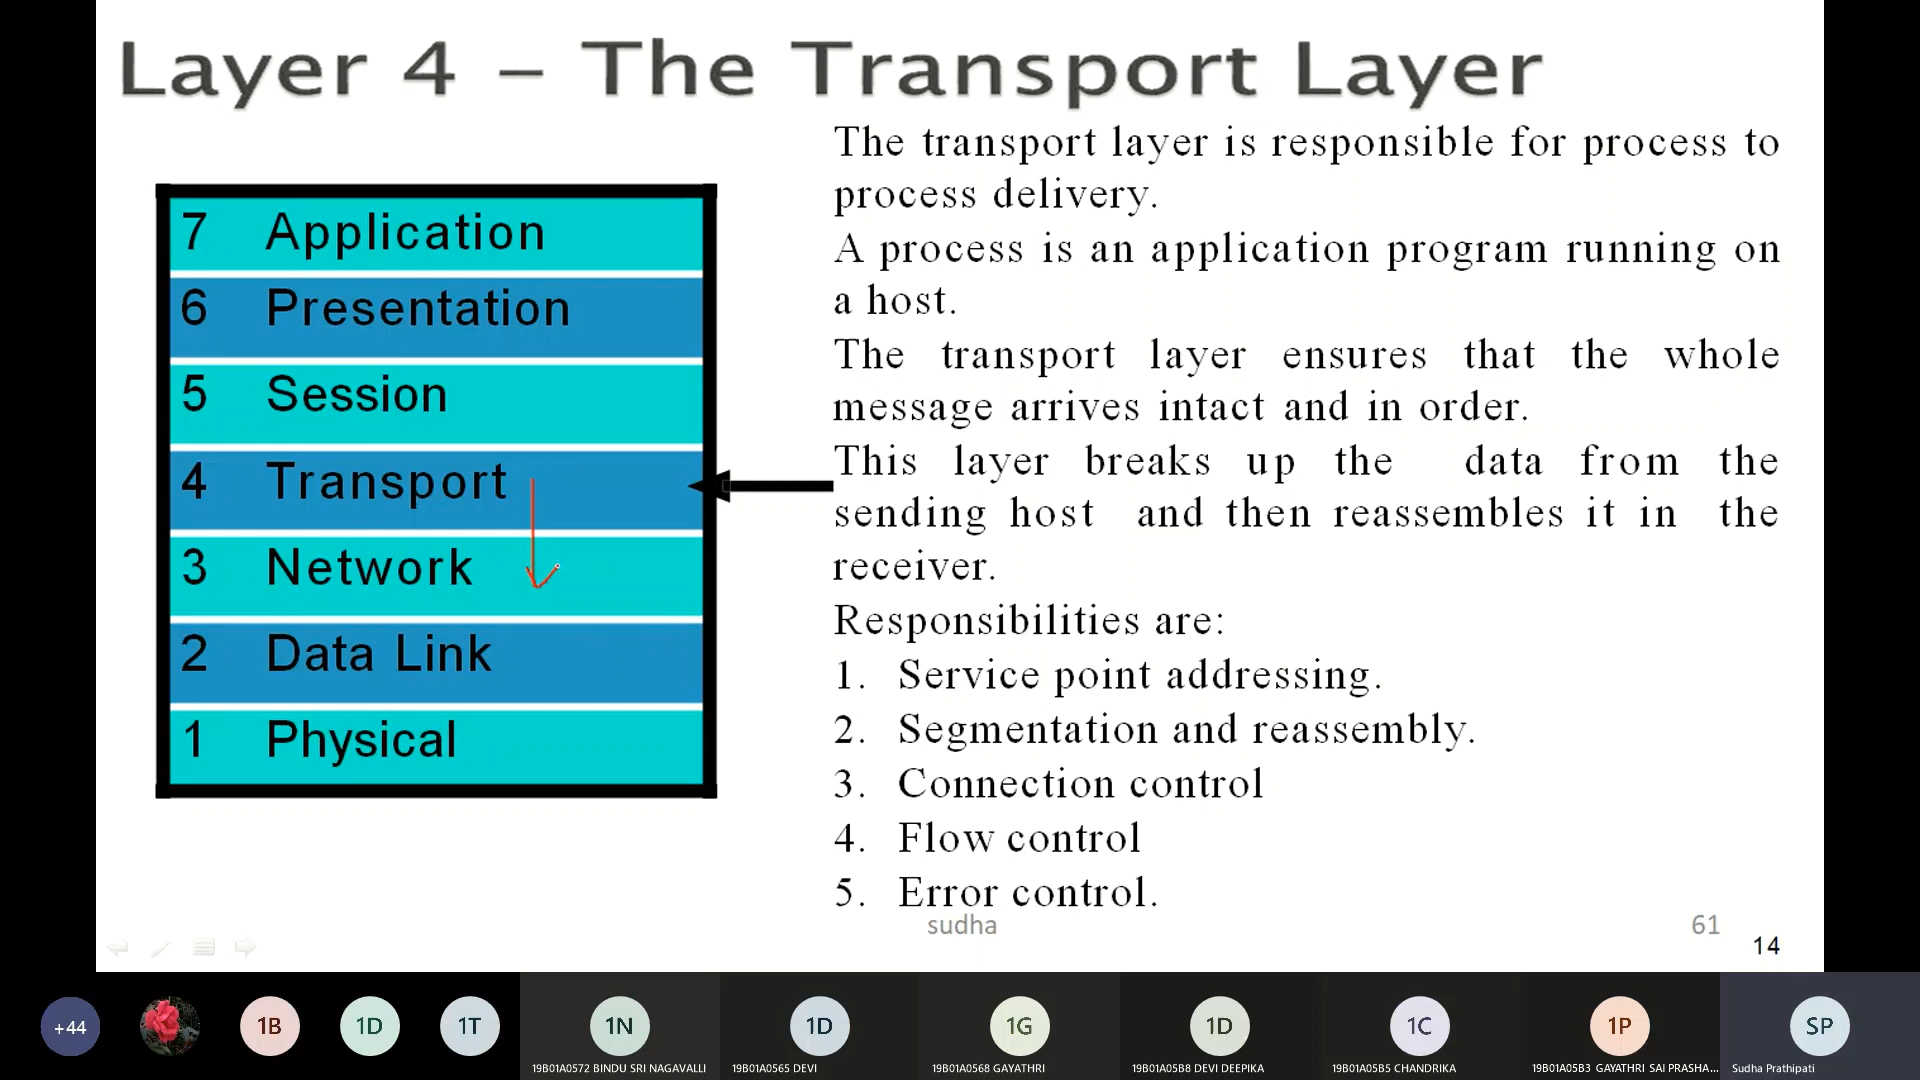 Layer 4 – The Transport Layer
7 Application
6 Presentation
5 Session
4 Transport
3 Network
2 Data Link
1 Physical
The transport layer is responsible for process to
process delivery.
A process is an application program running on
a host.
The transport layer ensures that the whole
message arrives intact and in order.
This layer breaks up the data from the
sending host and then reassembles it in the
receiver.
Responsibilities are:
1. Service point addressing.
2. Segmentation and reassembly.
3. Connection control
4. Flow control
5. Error control.
sudha
61
14
+44
1B
1D
1T
1N
1D
1G
1D
1C
1P
SP
19B01A0572 BINDU SRI NAGAVALLI
19B01A0565 DEVI
19B01A0568 GAYATHRI
19B01A05B8 DEVI DEEPIKA
19B01A05B5 CHANDRIKA
19B01A05B3 GAYATHRI SAI PRASHA...
Sudha Prathipati